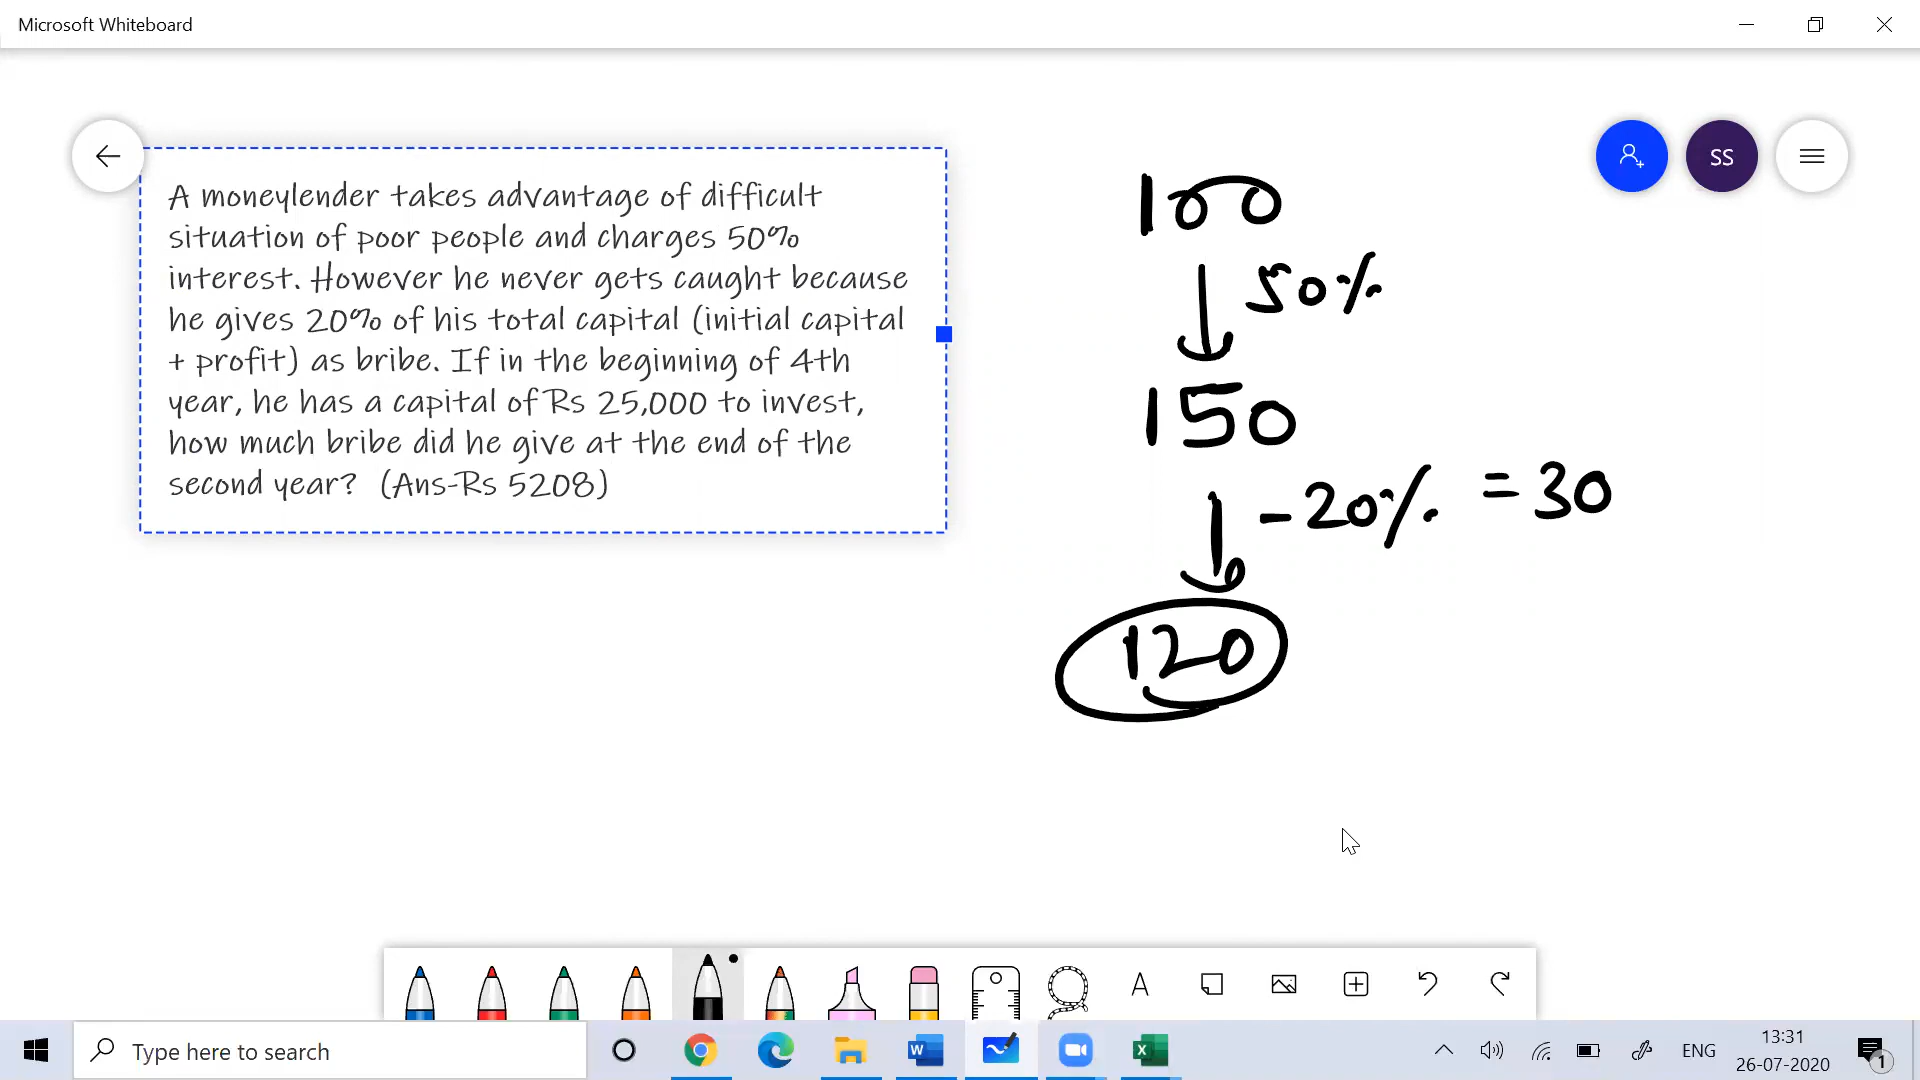 Microsoft Whiteboard
SS
A moneylender takes advantage of difficult
situation of poor people and charges 50%
interest. However he never gets caught because
he gives 20% of his total capital (initial capital
+ profit) as bribe. If in the beginning of 4th
year, he has a capital of Rs 25,000 to invest,
how much bribe did he give at the end of the
second year? (Ans-Rs 5208)
100
50%
150
-20% = 30
120
A
Type here to search
W
X
ENG
13:31
26-07-2020
1